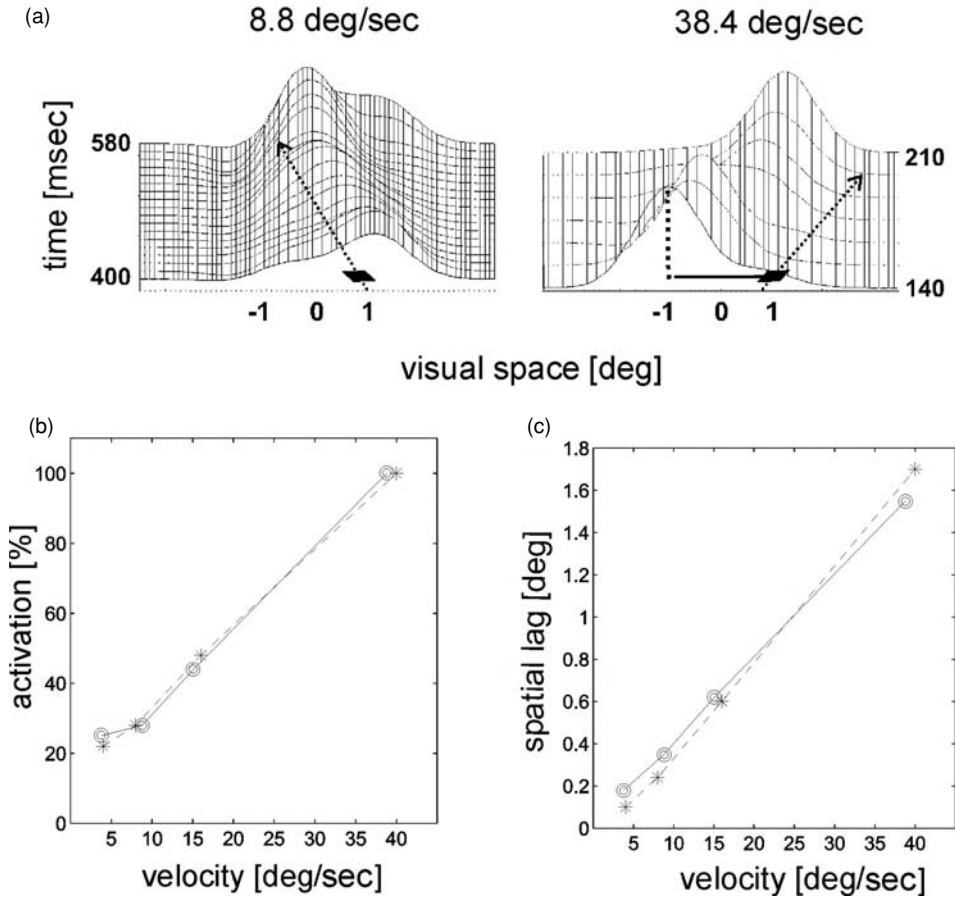 (a)
8.8 deg/sec
38.4 deg/sec
time [msec]
580
400
-1 0 1
210
140
-1 0 1
visual space [deg]
(b)
activation [%]
100
80
60
40
20
0
5 10 15 20 25 30 35 40
velocity [deg/sec]
(c)
spatial lag [deg]
1.8
1.6
1.4
1.2
1
0.8
0.6
0.4
0.2
0
5 10 15 20 25 30 35 40
velocity [deg/sec]